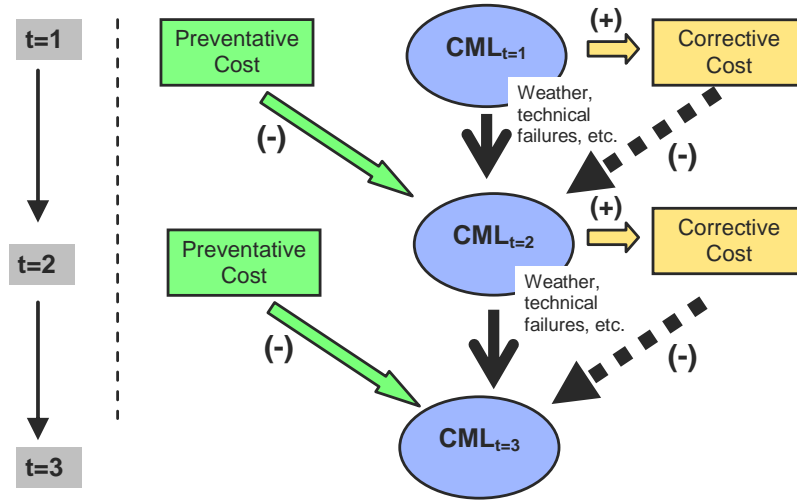 t=1
Preventative
Cost
CMLt=1
(+)
Corrective
Cost
Weather,
technical
failures, etc.
(-)
(-)
t=2
Preventative
Cost
CMLt=2
(+)
Corrective
Cost
Weather,
technical
failures, etc.
(-)
(-)
t=3
CMLt=3